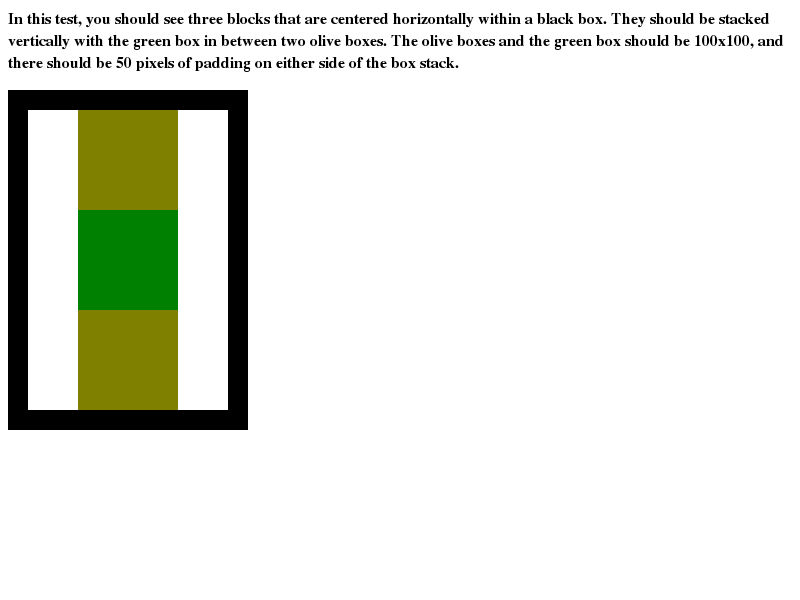 In this test, you should see three blocks that are centered horizontally within a black box. They should be stacked
vertically with the green box in between two olive boxes. The olive boxes and the green box should be 100x100, and
there should be 50 pixels of padding on either side of the box stack.